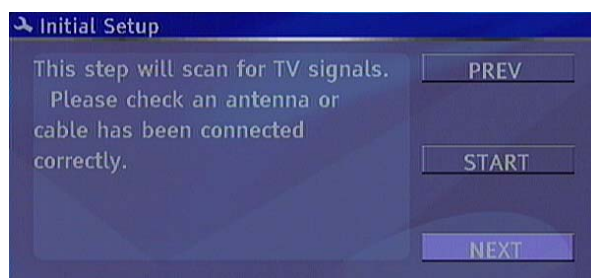 Initial Setup
This step will scan for TV signals.
Please check an antenna or
cable has been connected
correctly.
PREV
START
NEXT